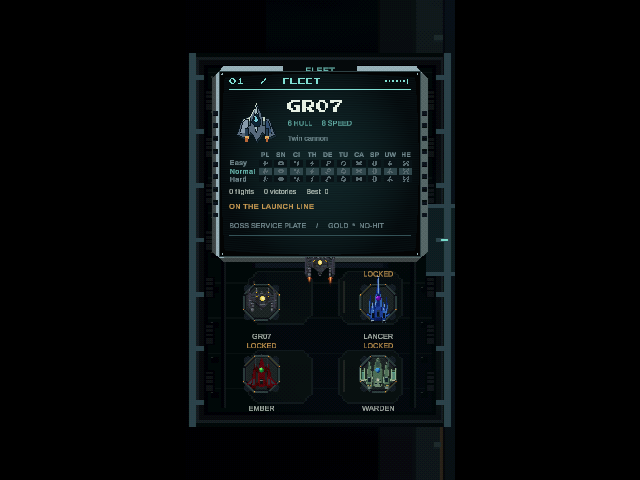 FLEET
01 / FLEET
GR07
6 HULL 8 SPEED
Twin cannon
PL SN CI TH DE TU CA SP UW HE
Easy
Normal
Hard
0 flights 0 victories Best 0
ON THE LAUNCH LINE
BOSS SERVICE PLATE / GOLD * NO-HIT
LOCKED
GR07 LANCER
LOCKED LOCKED
EMBER WARDEN